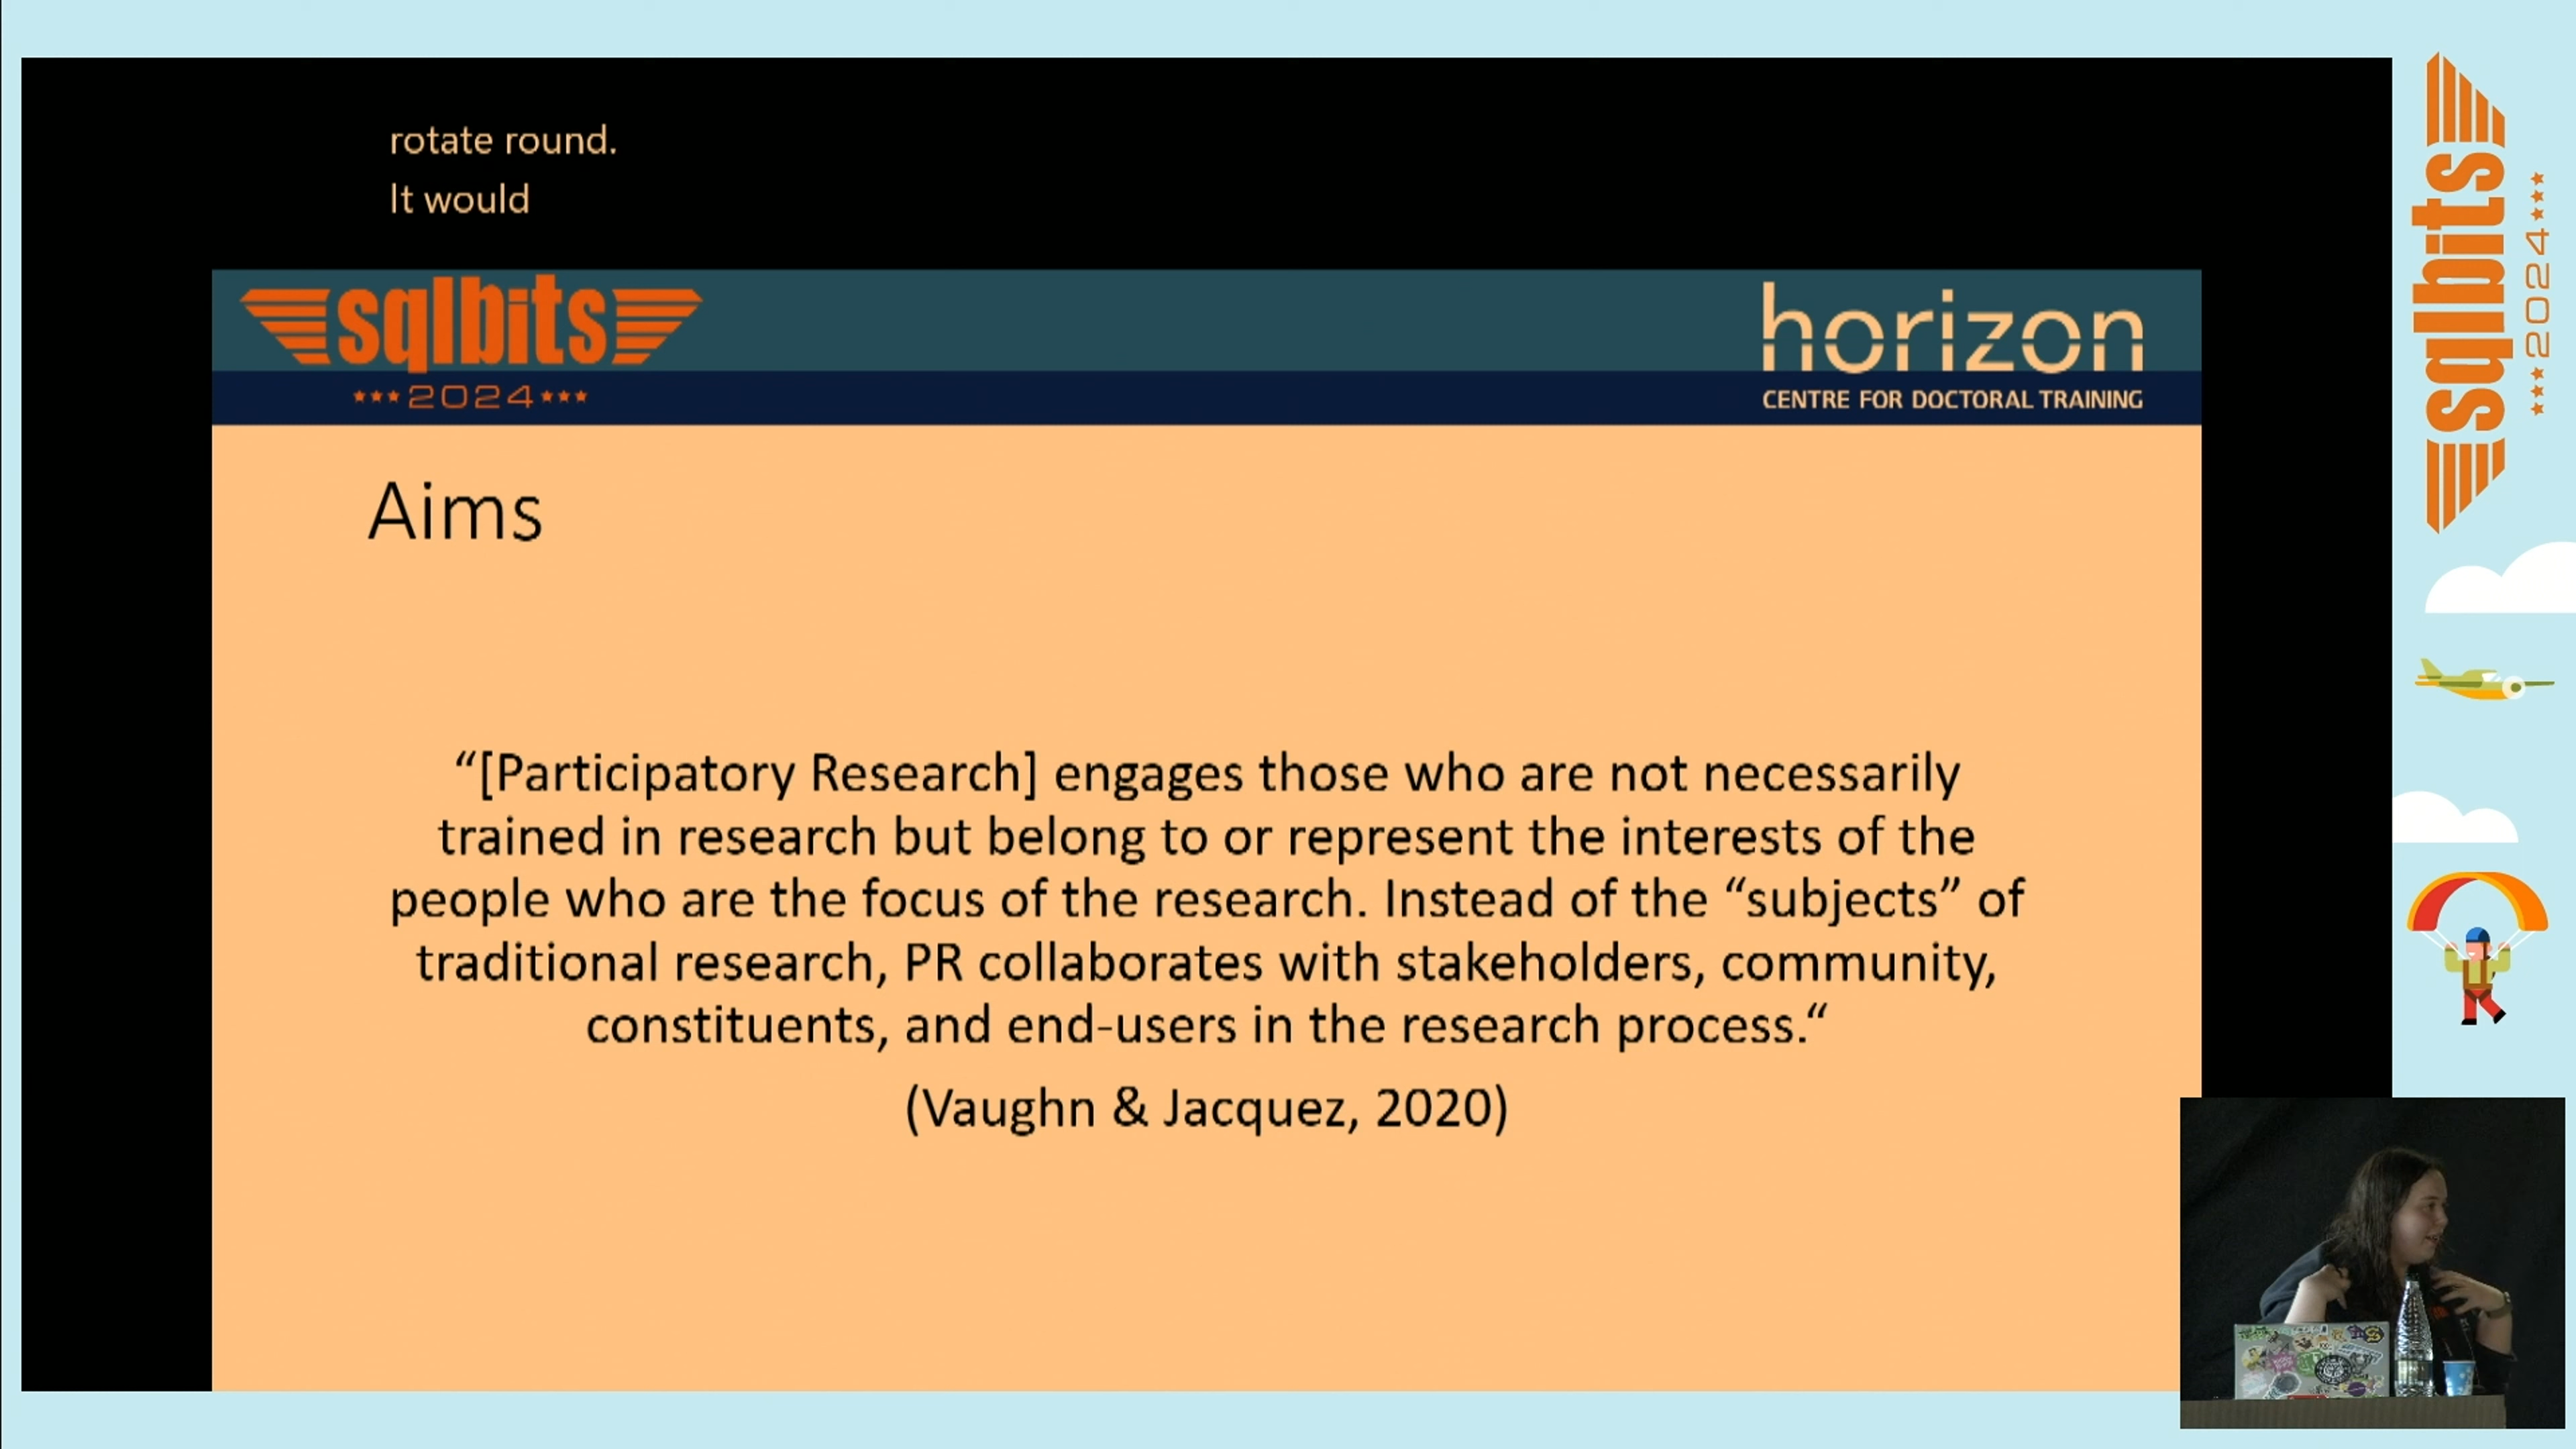 rotate round.
It would
sqlbits
2024
horizon
CENTRE FOR DOCTORAL TRAINING
Aims
“[Participatory Research] engages those who are not necessarily
trained in research but belong to or represent the interests of the
people who are the focus of the research. Instead of the “subjects” of
traditional research, PR collaborates with stakeholders, community,
constituents, and end-users in the research process.“
(Vaughn & Jacquez, 2020)
sqlbits
2024